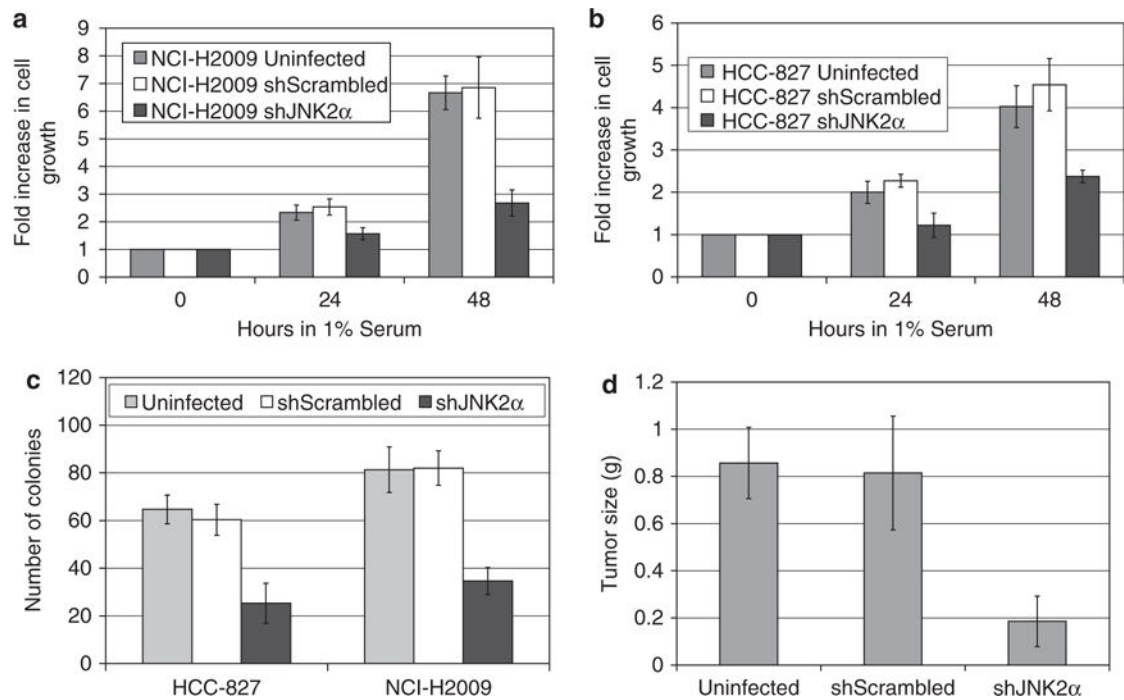 a
9
8
7
6
5
4
3
2
1
0
Fold increase in cell
growth
NCI-H2009 Uninfected
NCI-H2009 shScrambled
NCI-H2009 shJNK2α
0 24 48
Hours in 1% Serum
b
6
5
4
3
2
1
0
Fold increase in cell
growth
HCC-827 Uninfected
HCC-827 shScrambled
HCC-827 shJNK2α
0 24 48
Hours in 1% Serum
c
120
100
80
60
40
20
0
Number of colonies
Uninfected shScrambled shJNK2α
HCC-827 NCI-H2009
d
1.2
1
0.8
0.6
0.4
0.2
0
Tumor size (g)
Uninfected shScrambled shJNK2α